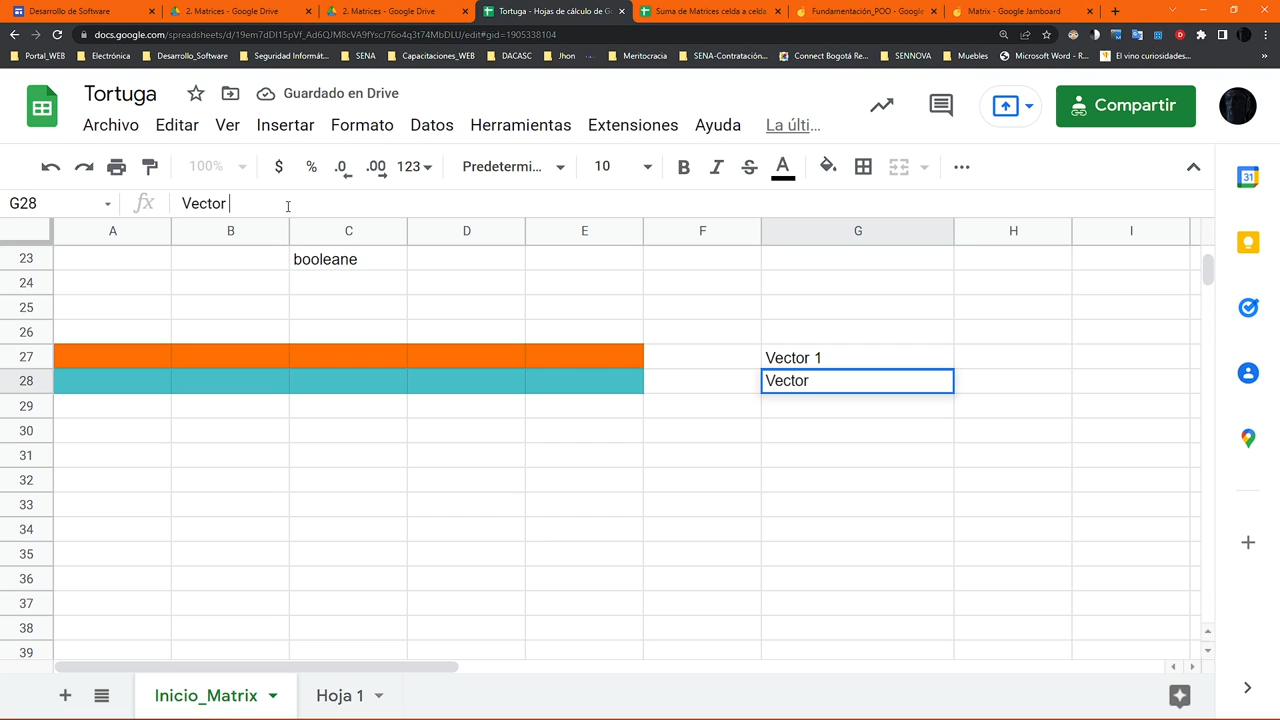 Desarrollo de Software
2. Matrices - Google Drive
2. Matrices - Google Drive
Tortuga - Hojas de cálculo de Go
Suma de Matrices celda a celda
Fundamentación_POO - Google
Matrix - Google Jamboard
docs.google.com/spreadsheets/d/19em7dDI15pVf_Ad6QJM8cVA9fYscJ76o4q3t74MbDLU/edit#gid=1905338104
Portal_WEB
Electrónica
Desarrollo_Software
Seguridad Informát...
SENA
Capacitaciones_WEB
DACASC
Jhon
Meritocracia
SENA-Contratación...
Connect Bogotá Re...
SENNOVA
Muebles
Microsoft Word - R...
El vino curiosidades...
»
Tortuga
Guardado en Drive
Archivo Editar Ver Insertar Formato Datos Herramientas Extensiones Ayuda La últi...
Compartir
100% $ % .0 .00 123 Predetermi... 10 B I S A
G28 fx Vector
A B C D E F G H I
23 booleane
24
25
26
27 Vector 1
28 Vector
29
30
31
32
33
34
35
36
37
38
39
Inicio_Matrix
Hoja 1
31